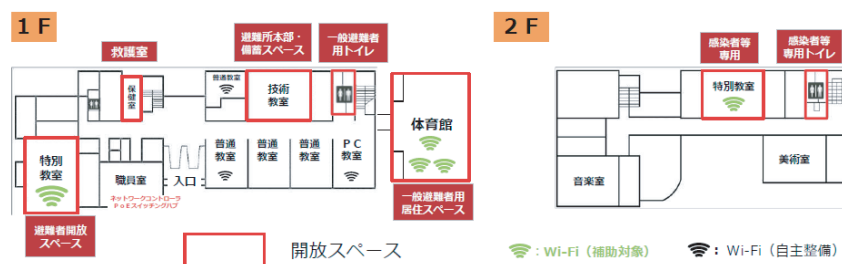 1F
2F
救護室
避難所本部・
備蓄スペース
一般避難者
用トイレ
感染者等
専用
感染者等
専用トイレ
保健室
普通教室
技術
教室
体育館
特別教室
特別
教室
職員室
入口
普通
教室
普通
教室
普通
教室
PC
教室
音楽室
美術室
ネットワークコントローラ
PoEスイッチングハブ
一般避難者用
居住スペース
避難者開放
スペース
開放スペース
:Wi-Fi(補助対象)
:Wi-Fi(自主整備)